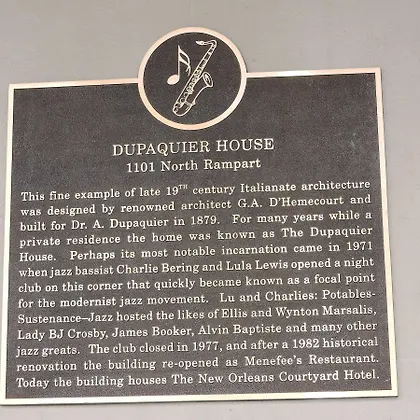 DUPAQUIER HOUSE
1101 North Rampart
This fine example of late 19TH century Italianate architecture
was designed by renowned architect G.A. D'Hemecourt and
built for Dr. A. Dupaquier in 1879. For many years while a
private residence the home was known as The Dupaquier
House. Perhaps its most notable incarnation came in 1971
when jazz bassist Charlie Bering and Lula Lewis opened a night
club on this corner that quickly became known as a focal point
for the modernist jazz movement. Lu and Charlies: Potables-
Sustenance–Jazz hosted the likes of Ellis and Wynton Marsalis,
Lady BJ Crosby, James Booker, Alvin Baptiste and many other
jazz greats. The club closed in 1977, and after a 1982 historical
renovation the building re-opened as Menefee's Restaurant.
Today the building houses The New Orleans Courtyard Hotel.